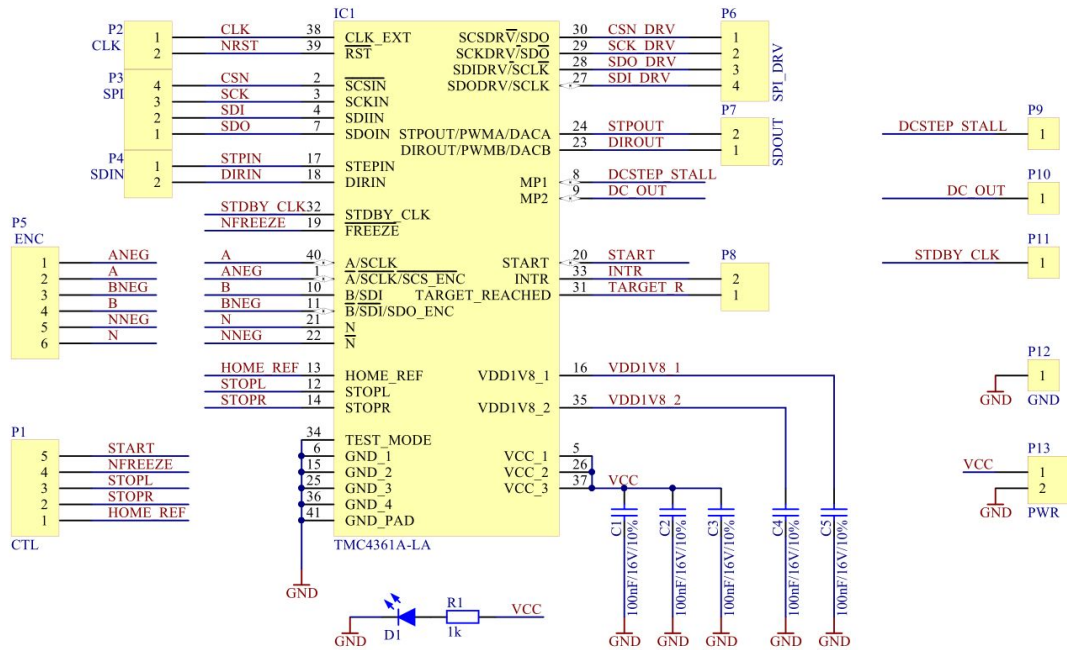 P2
CLK
1 CLK 38
2 NRST 39
P3
SPI
4 CSN 2
3 SCK 3
2 SDI 4
1 SDO 7
P4
SDIN
1 STPIN 17
2 DIRIN 18
STDBY_CLK 32
NFREEZE 19
P5
ENC
1 ANEG
2 A
3 BNEG
4 B
5 NNEG
6 N
A 40
ANEG 1
B 10
BNEG 11
N 21
NNEG 22
HOME_REF 13
STOPL 12
STOPR 14
P1
5 START
4 NFREEZE
3 STOPL
2 STOPR
1 HOME_REF
CTL
34
6
15
25
36
41
GND
IC1
CLK_EXT
RST
SCSIN
SCKIN
SDIIN
SDOIN
STEPIN
DIRIN
STDBY_CLK
FREEZE
A/SCLK
A/SCLK/SCS_ENC
B/SDI
B/SDI/SDO_ENC
N
N
HOME_REF
STOPL
STOPR
TEST_MODE
GND_1
GND_2
GND_3
GND_4
GND_PAD
SCSDRV/SDO
SCKDRV/SDO
SDIDRV/SCLK
SDODRV/SCLK
STPOUT/PWMA/DACA
DIROUT/PWMB/DACB
MP1
MP2
START
INTR
TARGET_REACHED
VDD1V8_1
VDD1V8_2
VCC_1
VCC_2
VCC_3
TMC4361A-LA
P6
30 CSN_DRV 1
29 SCK_DRV 2
28 SDO_DRV 3
27 SDI_DRV 4
SPI_DRV
P7
24 STPOUT 2
23 DIROUT 1
SDOUT
8 DCSTEP_STALL
9 DC_OUT
P8
20 START
33 INTR 2
31 TARGET_R 1
16 VDD1V8_1
35 VDD1V8_2
5
26
37 VCC
C1
100nF/16V/10%
C2
100nF/16V/10%
C3
100nF/16V/10%
C4
100nF/16V/10%
C5
100nF/16V/10%
GND
GND
GND
GND
GND
GND
D1
R1
1k
VCC
P9
DCSTEP_STALL 1
P10
DC_OUT 1
P11
STDBY_CLK 1
P12
1
GND
GND
P13
VCC 1
2
GND
PWR